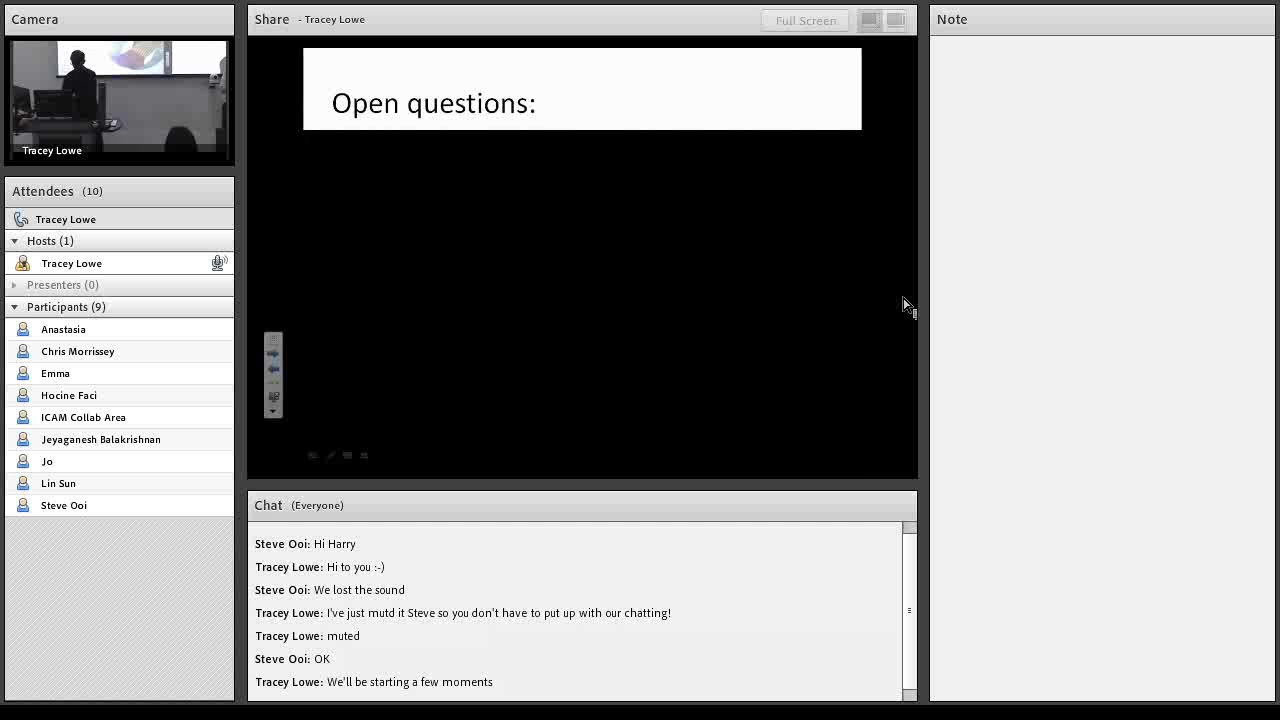 Camera
Tracey Lowe
Attendees (10)
Tracey Lowe
Hosts (1)
Tracey Lowe
Presenters (0)
Participants (9)
Anastasia
Chris Morrissey
Emma
Hocine Faci
ICAM Collab Area
Jeyaganesh Balakrishnan
Jo
Lin Sun
Steve Ooi
Share - Tracey Lowe
Full Screen
Open questions:
Chat (Everyone)
Steve Ooi: Hi Harry
Tracey Lowe: Hi to you :-)
Steve Ooi: We lost the sound
Tracey Lowe: I've just mutd it Steve so you don't have to put up with our chatting!
Tracey Lowe: muted
Steve Ooi: OK
Tracey Lowe: We'll be starting a few moments
Note